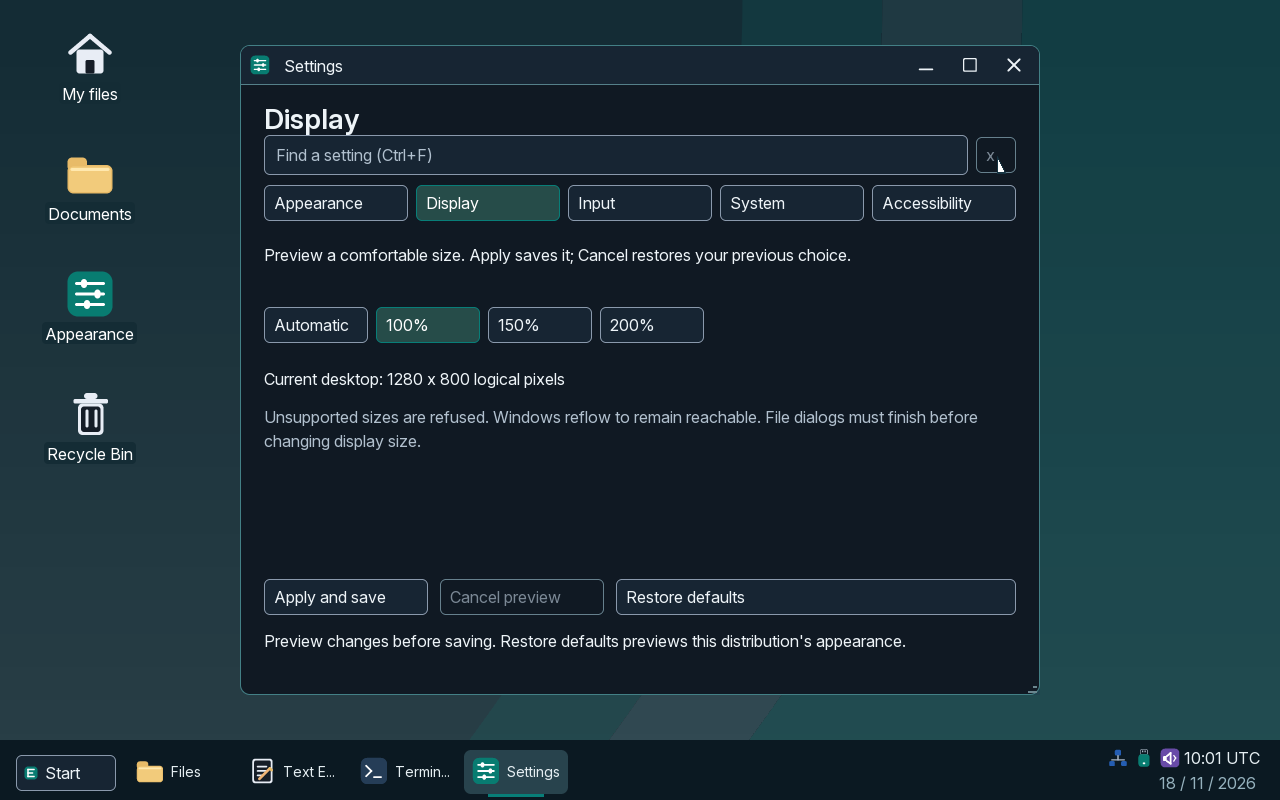 My files
Documents
Appearance
Recycle Bin
Settings
Display
Find a setting (Ctrl+F)
x
Appearance
Display
Input
System
Accessibility
Preview a comfortable size. Apply saves it; Cancel restores your previous choice.
Automatic
100%
150%
200%
Current desktop: 1280 x 800 logical pixels
Unsupported sizes are refused. Windows reflow to remain reachable. File dialogs must finish before
changing display size.
Apply and save
Cancel preview
Restore defaults
Preview changes before saving. Restore defaults previews this distribution's appearance.
Start
Files
Text E...
Termin...
Settings
10:01 UTC
18 / 11 / 2026